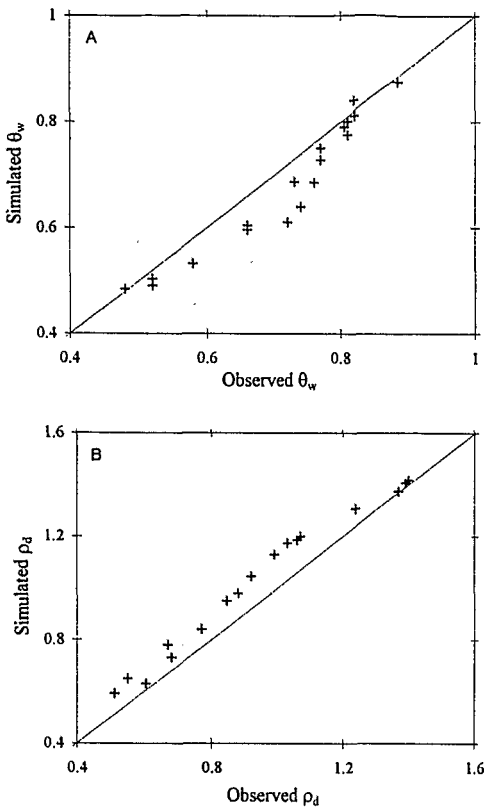 A
1
0.8
0.6
0.4
Simulated θw
0.4 0.6 0.8 1
Observed θw
B
1.6
1.2
0.8
0.4
Simulated ρd
0.4 0.8 1.2 1.6
Observed ρd